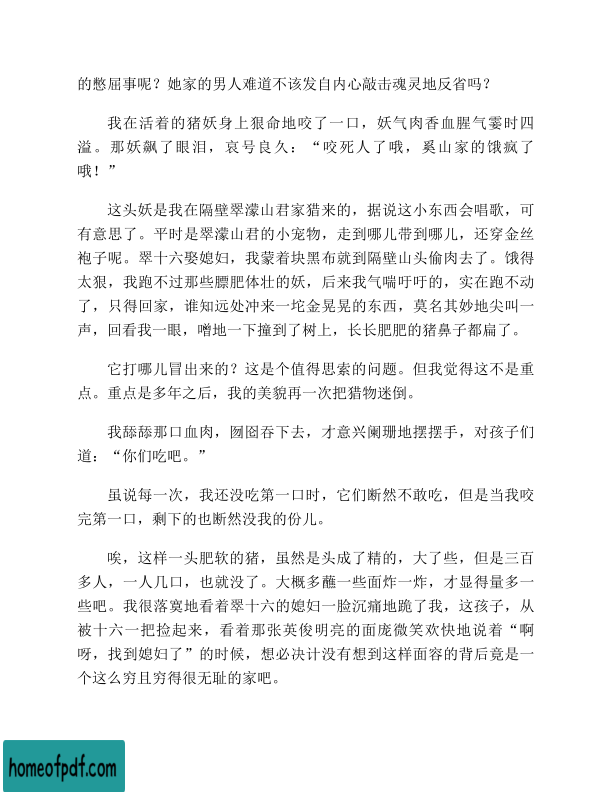 的憋屈事呢？她家的男人难道不该发自内心敲击魂灵地反省吗？
我在活着的猪妖身上狠命地咬了一口，妖气肉香血腥气霎时四
溢。那妖飙了眼泪，哀号良久：“咬死人了哦，奚山家的饿疯了
哦！”
这头妖是我在隔壁翠濛山君家猎来的，据说这小东西会唱歌，可
有意思了。平时是翠濛山君的小宠物，走到哪儿带到哪儿，还穿金丝
袍子呢。翠十六娶媳妇，我蒙着块黑布就到隔壁山头偷肉去了。饿得
太狠，我跑不过那些膘肥体壮的妖，后来我气喘吁吁的，实在跑不动
了，只得回家，谁知远处冲来一坨金晃晃的东西，莫名其妙地尖叫一
声，回看我一眼，噌地一下撞到了树上，长长肥肥的猪鼻子都扁了。
它打哪儿冒出来的？这是个值得思索的问题。但我觉得这不是重
点。重点是多年之后，我的美貌再一次把猎物迷倒。
我舔舔那口血肉，囫囵吞下去，才意兴阑珊地摆摆手，对孩子们
道：“你们吃吧。”
虽说每一次，我还没吃第一口时，它们断然不敢吃，但是当我咬
完第一口，剩下的也断然没我的份儿。
唉，这样一头肥软的猪，虽然是头成了精的，大了些，但是三百
多人，一人几口，也就没了。大概多蘸一些面炸一炸，才显得量多一
些吧。我很落寞地看着翠十六的媳妇一脸沉痛地跪了我，这孩子，从
被十六一把捡起来，看着那张英俊明亮的面庞微笑欢快地说着“啊
呀，找到媳妇了”的时候，想必决计没有想到这样面容的背后竟是一
个这么穷且穷得很无耻的家吧。
homeofpdf.com